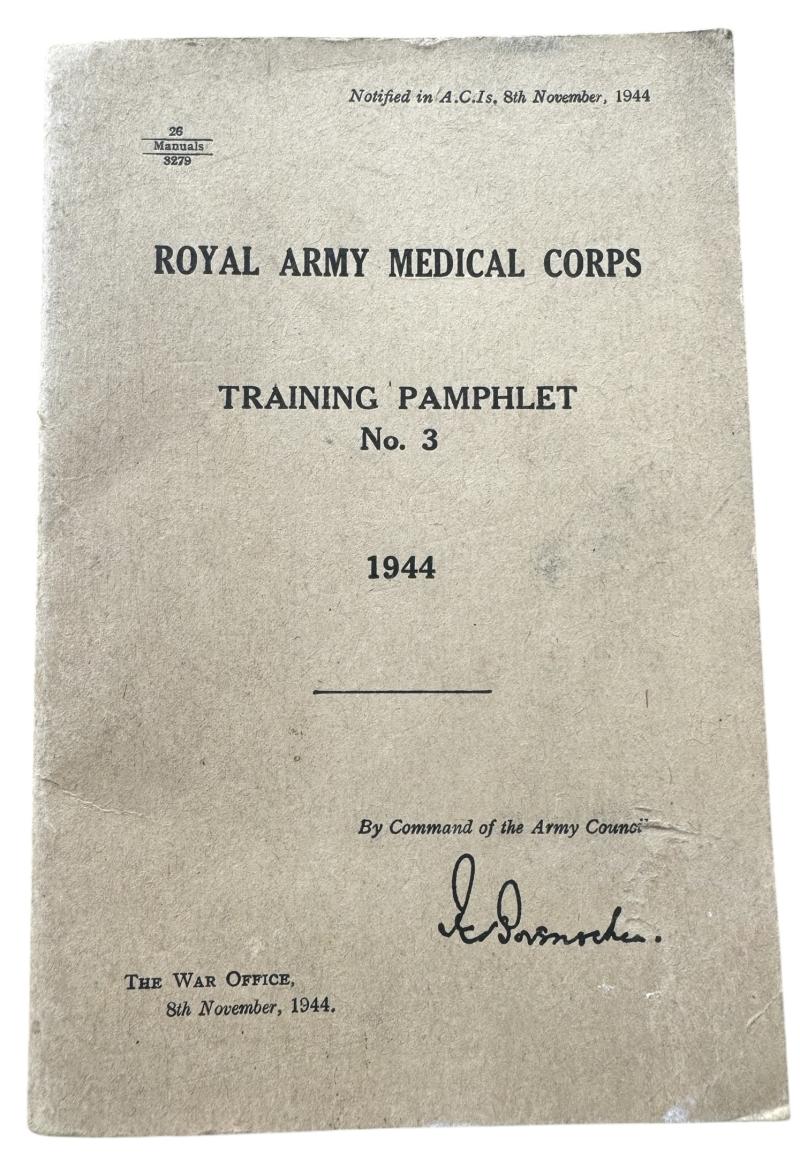 Notified in A.C.Is, 8th November, 1944
26
Manuals
3279
ROYAL ARMY MEDICAL CORPS
TRAINING PAMPHLET
No. 3
1944
By Command of the Army Council
THE WAR OFFICE,
8th November, 1944.